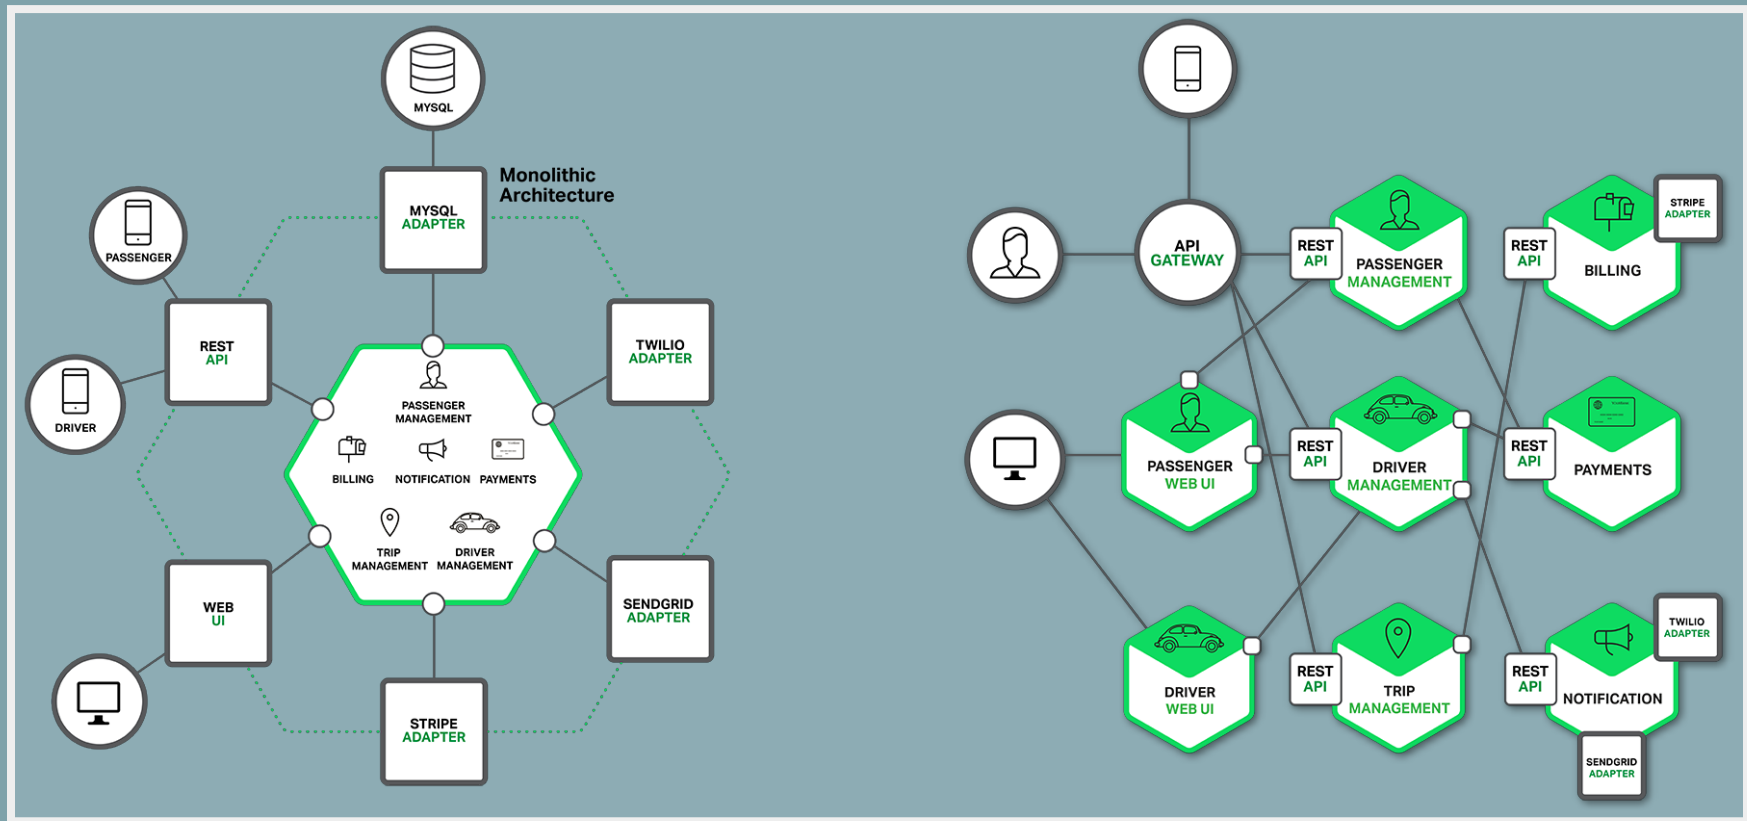 MYSQL
Monolithic
Architecture
MYSQL
ADAPTER
PASSENGER
REST
API
TWILIO
ADAPTER
DRIVER
PASSENGER
MANAGEMENT
BILLING
NOTIFICATION
PAYMENTS
TRIP
MANAGEMENT
DRIVER
MANAGEMENT
WEB
UI
SENDGRID
ADAPTER
STRIPE
ADAPTER
API
GATEWAY
REST
API
PASSENGER
MANAGEMENT
REST
API
BILLING
STRIPE
ADAPTER
PASSENGER
WEB UI
REST
API
DRIVER
MANAGEMENT
REST
API
PAYMENTS
DRIVER
WEB UI
REST
API
TRIP
MANAGEMENT
REST
API
NOTIFICATION
TWILIO
ADAPTER
SENDGRID
ADAPTER